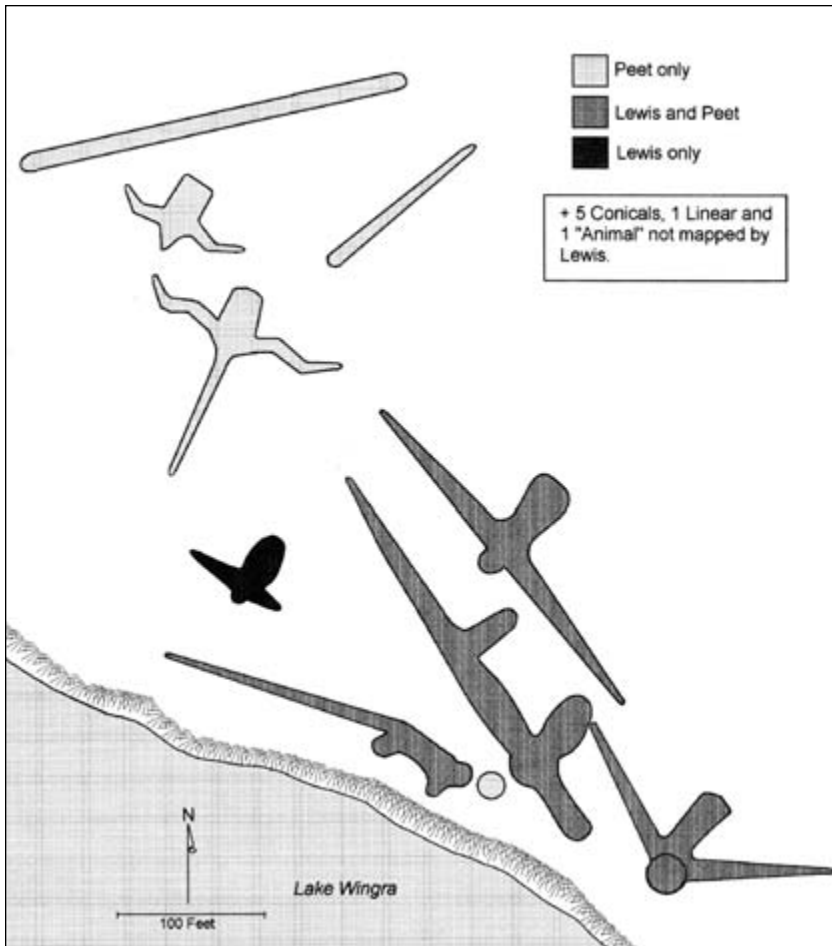 Peet only
Lewis and Peet
Lewis only
+ 5 Conicals, 1 Linear and
1 "Animal" not mapped by
Lewis.
N
Lake Wingra
100 Feet